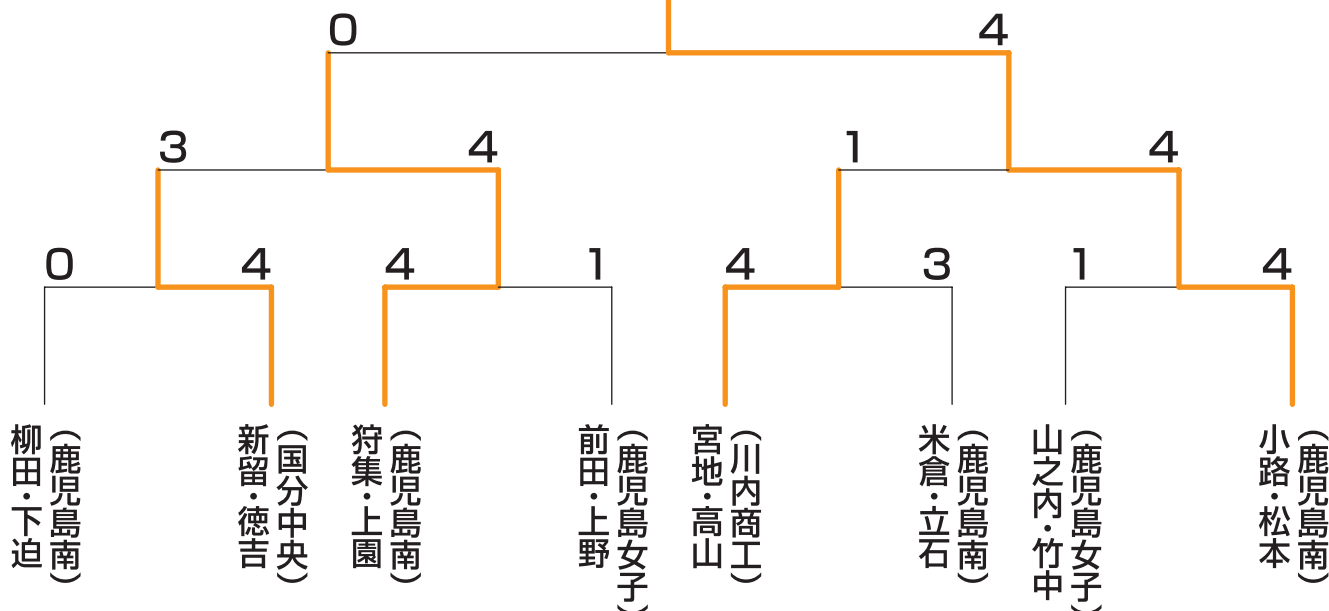 0
4
3
4
1
4
0
4
4
1
4
3
1
4
柳田・下迫
(鹿児島南)
新留・徳吉
(国分中央)
狩集・上園
(鹿児島南)
前田・上野
(鹿児島女子)
宮地・高山
(川内商工)
米倉・立石
(鹿児島南)
山之内・竹中
(鹿児島女子)
小路・松本
(鹿児島南)